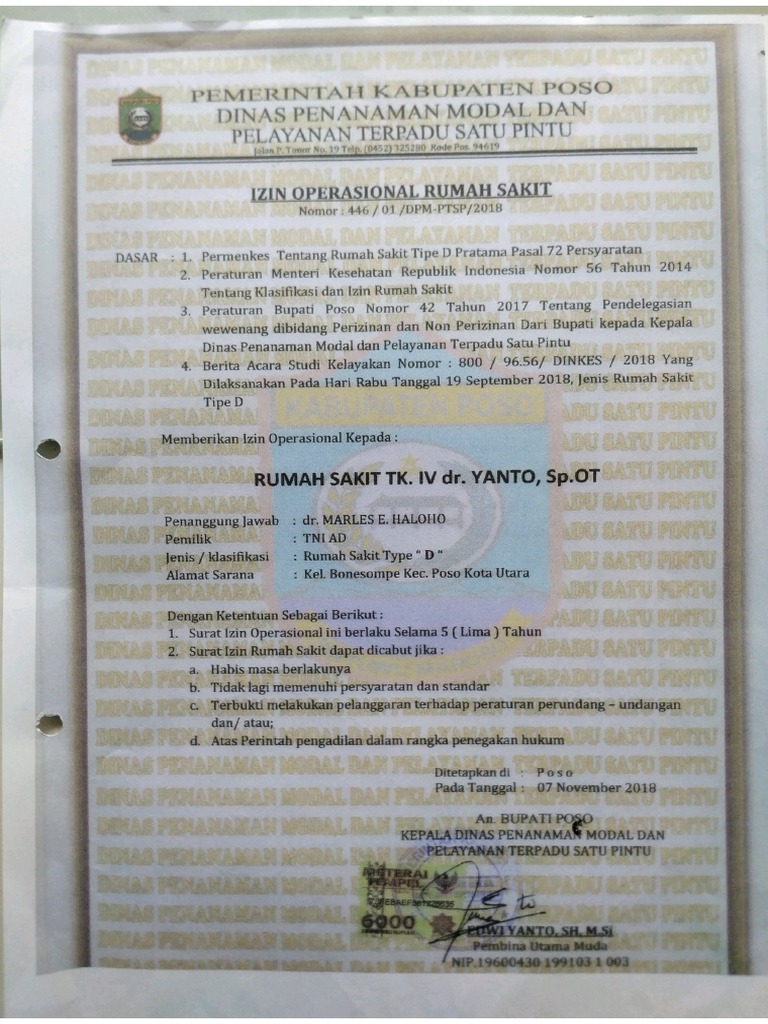 PEMERINTAH KABUPATEN POSO
DINAS PENANAMAN MODAL DAN
PELAYANAN TERPADU SATU PINTU
Jalan P. Timor No. 19 Telp. (0452) 325280 Kode Pos. 94619
IZIN OPERASIONAL RUMAH SAKIT
Nomor : 446 / 01 /DPM-PTSP/2018
DASAR : 1. Permenkes Tentang Rumah Sakit Tipe D Pratama Pasal 72 Persyaratan
2. Peraturan Menteri Kesehatan Republik Indonesia Nomor 56 Tahun 2014
Tentang Klasifikasi dan Izin Rumah Sakit
3. Peraturan Bupati Poso Nomor 42 Tahun 2017 Tentang Pendelegasian
wewenang dibidang Perizinan dan Non Perizinan Dari Bupati kepada Kepala
Dinas Penanaman Modal dan Pelayanan Terpadu Satu Pintu
4. Berita Acara Studi Kelayakan Nomor : 800 / 96.56/ DINKES / 2018 Yang
Dilaksanakan Pada Hari Rabu Tanggal 19 September 2018, Jenis Rumah Sakit
Tipe D
Memberikan Izin Operasional Kepada :
RUMAH SAKIT TK. IV dr. YANTO, Sp.OT
Penanggung Jawab : dr. MARLES E. HALOHO
Pemilik : TNI AD
Jenis / klasifikasi : Rumah Sakit Type " D "
Alamat Sarana : Kel. Bonesompe Kec. Poso Kota Utara
Dengan Ketentuan Sebagai Berikut :
1. Surat Izin Operasional ini berlaku Selama 5 ( Lima ) Tahun
2. Surat Izin Rumah Sakit dapat dicabut jika :
a. Habis masa berlakunya
b. Tidak lagi memenuhi persyaratan dan standar
c. Terbukti melakukan pelanggaran terhadap peraturan perundang – undangan
dan/ atau;
d. Atas Perintah pengadilan dalam rangka penegakan hukum
Ditetapkan di : Poso
Pada Tanggal : 07 November 2018
An. BUPATI POSO
KEPALA DINAS PENANAMAN MODAL DAN
PELAYANAN TERPADU SATU PINTU
METERAI
TEMPEL
6000
EDWI YANTO, SH, M.Si
Pembina Utama Muda
NIP.19600430 199103 1 003